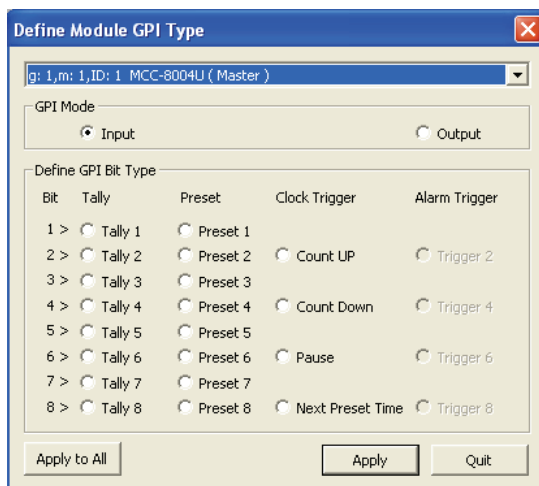 Define Module GPI Type
g: 1,m: 1,ID: 1 MCC-8004U ( Master )
GPI Mode
Input Output
Define GPI Bit Type
Bit Tally Preset Clock Trigger Alarm Trigger
1 > Tally 1 Preset 1
2 > Tally 2 Preset 2 Count UP Trigger 2
3 > Tally 3 Preset 3
4 > Tally 4 Preset 4 Count Down Trigger 4
5 > Tally 5 Preset 5
6 > Tally 6 Preset 6 Pause Trigger 6
7 > Tally 7 Preset 7
8 > Tally 8 Preset 8 Next Preset Time Trigger 8
Apply to All Apply Quit